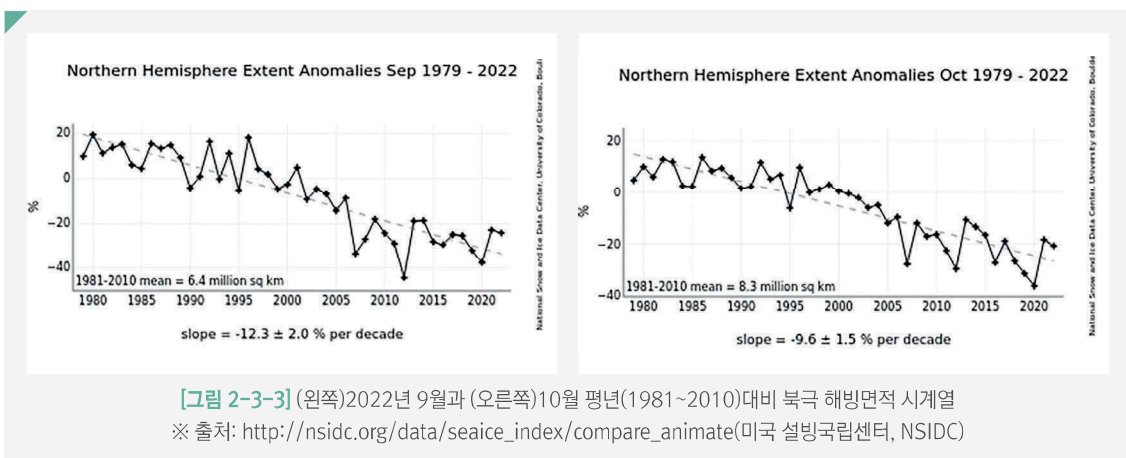 Northern Hemisphere Extent Anomalies Sep 1979 - 2022
20
0
−20
−40
%
1981-2010 mean = 6.4 million sq km
1980 1985 1990 1995 2000 2005 2010 2015 2020
slope = -12.3 ± 2.0 % per decade
National Snow and Ice Data Center, University of Colorado, Bould
Northern Hemisphere Extent Anomalies Oct 1979 - 2022
20
0
−20
−40
%
1981-2010 mean = 8.3 million sq km
1980 1985 1990 1995 2000 2005 2010 2015 2020
slope = -9.6 ± 1.5 % per decade
National Snow and Ice Data Center, University of Colorado, Boulde
[그림 2-3-3] (왼쪽)2022년 9월과 (오른쪽)10월 평년(1981~2010)대비 북극 해빙면적 시계열
※ 출처: http://nsidc.org/data/seaice_index/compare_animate(미국 설빙국립센터, NSIDC)